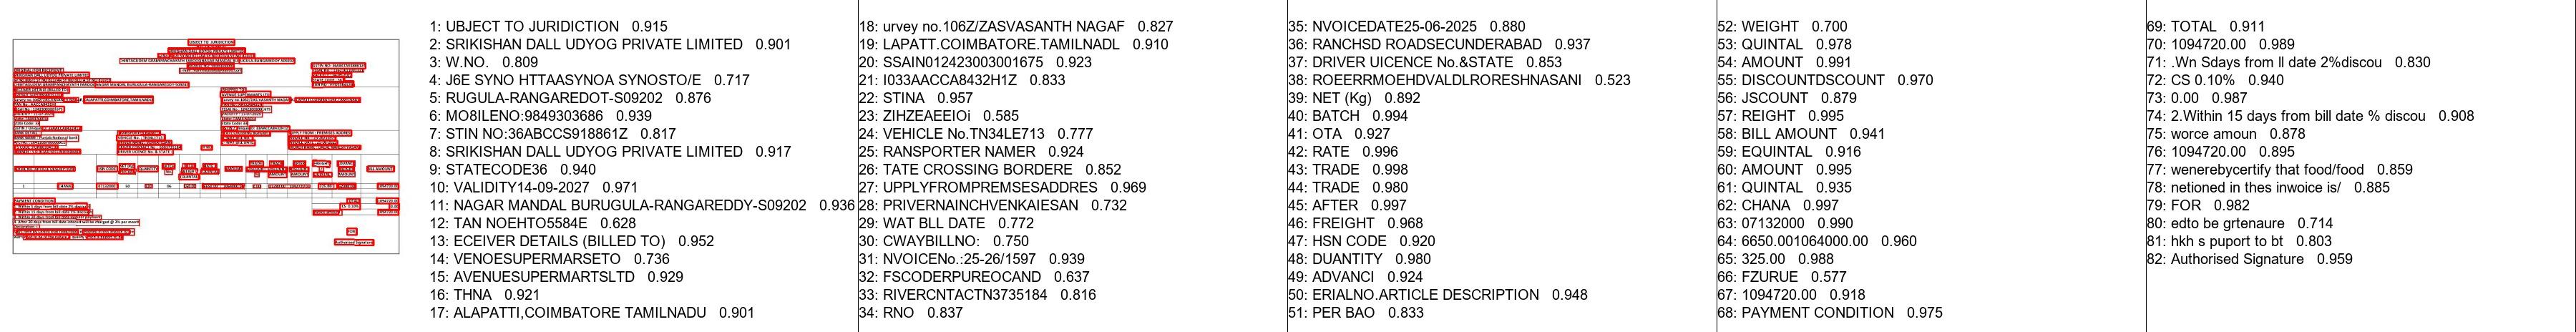 1: UBJECT TO JURIDICTION 0.915
2: SRIKISHAN DALL UDYOG PRIVATE LIMITED 0.901
3: W.NO. 0.809
4: J6E SYNO HTTAASYNOA SYNOSTO/E 0.717
5: RUGULA-RANGAREDOT-S09202 0.876
6: MO8ILENO:9849303686 0.939
7: STIN NO:36ABCCS918861Z 0.817
8: SRIKISHAN DALL UDYOG PRIVATE LIMITED 0.917
9: STATECODE36 0.940
10: VALIDITY14-09-2027 0.971
11: NAGAR MANDAL BURUGULA-RANGAREDDY-S09202 0.936
12: TAN NOEHTO5584E 0.628
13: ECEIVER DETAILS (BILLED TO) 0.952
14: VENOESUPERMARSETO 0.736
15: AVENUESUPERMARTSLTD 0.929
16: THNA 0.921
17: ALAPATTI,COIMBATORE TAMILNADU 0.901
18: urvey no.106Z/ZASVASANTH NAGAF 0.827
19: LAPATT.COIMBATORE.TAMILNADL 0.910
20: SSAIN012423003001675 0.923
21: I033AACCA8432H1Z 0.833
22: STINA 0.957
23: ZIHZEAEEIOi 0.585
24: VEHICLE No.TN34LE713 0.777
25: RANSPORTER NAMER 0.924
26: TATE CROSSING BORDERE 0.852
27: UPPLYFROMPREMSESADDRES 0.969
28: PRIVERNAINCHVENKAIESAN 0.732
29: WAT BLL DATE 0.772
30: CWAYBILLNO: 0.750
31: NVOICENo.:25-26/1597 0.939
32: FSCODERPUREOCAND 0.637
33: RIVERCNTACTN3735184 0.816
34: RNO 0.837
35: NVOICEDATE25-06-2025 0.880
36: RANCHSD ROADSECUNDERABAD 0.937
37: DRIVER UICENCE No.&STATE 0.853
38: ROEERRMOEHDVALDLRORESHNASANI 0.523
39: NET (Kg) 0.892
40: BATCH 0.994
41: OTA 0.927
42: RATE 0.996
43: TRADE 0.998
44: TRADE 0.980
45: AFTER 0.997
46: FREIGHT 0.968
47: HSN CODE 0.920
48: DUANTITY 0.980
49: ADVANCI 0.924
50: ERIALNO.ARTICLE DESCRIPTION 0.948
51: PER BAO 0.833
52: WEIGHT 0.700
53: QUINTAL 0.978
54: AMOUNT 0.991
55: DISCOUNTDSCOUNT 0.970
56: JSCOUNT 0.879
57: REIGHT 0.995
58: BILL AMOUNT 0.941
59: EQUINTAL 0.916
60: AMOUNT 0.995
61: QUINTAL 0.935
62: CHANA 0.997
63: 07132000 0.990
64: 6650.001064000.00 0.960
65: 325.00 0.988
66: FZURUE 0.577
67: 1094720.00 0.918
68: PAYMENT CONDITION 0.975
69: TOTAL 0.911
70: 1094720.00 0.989
71: .Wn Sdays from ll date 2%discou 0.830
72: CS 0.10% 0.940
73: 0.00 0.987
74: 2.Within 15 days from bill date % discou 0.908
75: worce amoun 0.878
76: 1094720.00 0.895
77: wenerebycertify that food/food 0.859
78: netioned in thes inwoice is/ 0.885
79: FOR 0.982
80: edto be grtenaure 0.714
81: hkh s puport to bt 0.803
82: Authorised Signature 0.959